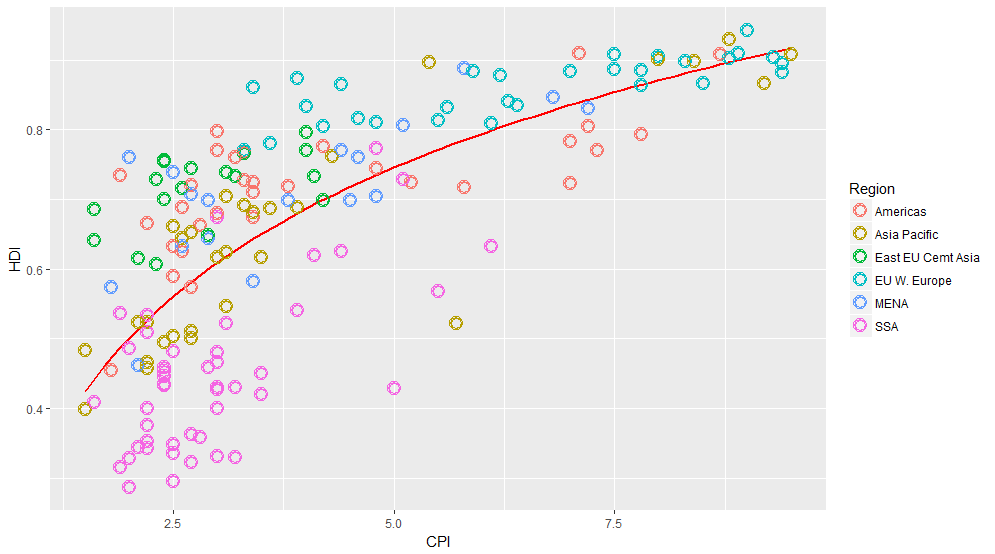 HDI
0.8
0.6
0.4
2.5 5.0 7.5
CPI
Region
Americas
Asia Pacific
East EU Cemt Asia
EU W. Europe
MENA
SSA